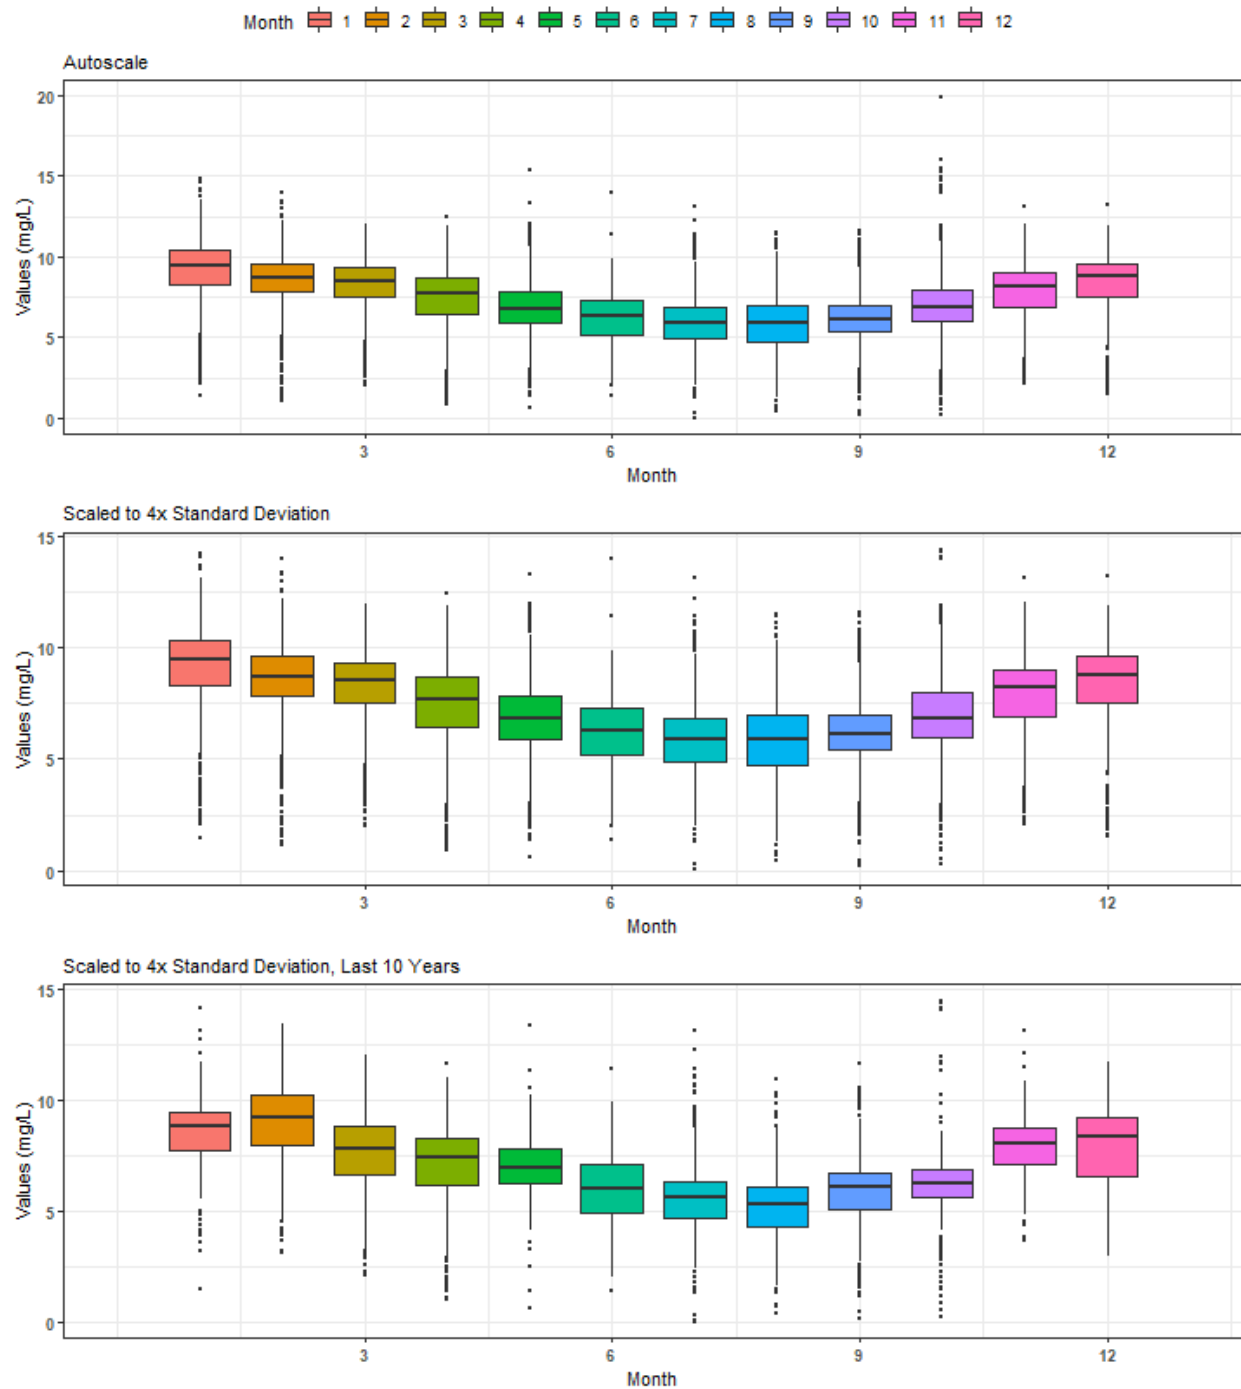 Month 1 2 3 4 5 6 7 8 9 10 11 12
Autoscale
Values (mg/L)
20
15
10
5
0
3 6 9 12
Month
Scaled to 4x Standard Deviation
Values (mg/L)
15
10
5
0
3 6 9 12
Month
Scaled to 4x Standard Deviation, Last 10 Years
Values (mg/L)
15
10
5
0
3 6 9 12
Month